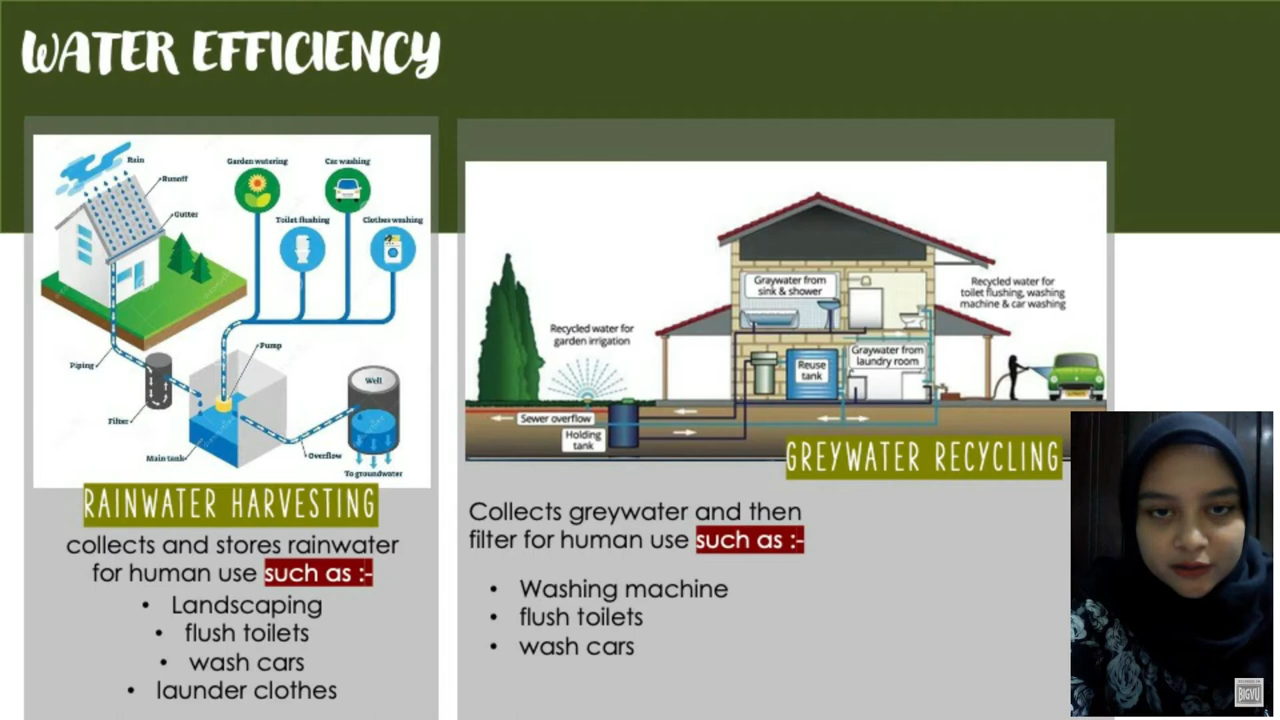 WATER EFFICIENCY
Rain
Runoff
Gutter
Garden watering
Car washing
Toilet flushing
Clothes washing
Piping
Pump
Filter
Well
Main tank
Overflow
To groundwater
RAINWATER HARVESTING
collects and stores rainwater
for human use such as :-
• Landscaping
• flush toilets
• wash cars
• launder clothes
Graywater from
sink & shower
Recycled water for
toilet flushing, washing
machine & car washing
Recycled water for
garden irrigation
Graywater from
laundry room
Reuse
tank
Sewer overflow
Holding
tank
GREYWATER RECYCLING
Collects greywater and then
filter for human use such as :-
• Washing machine
• flush toilets
• wash cars
BIGVU